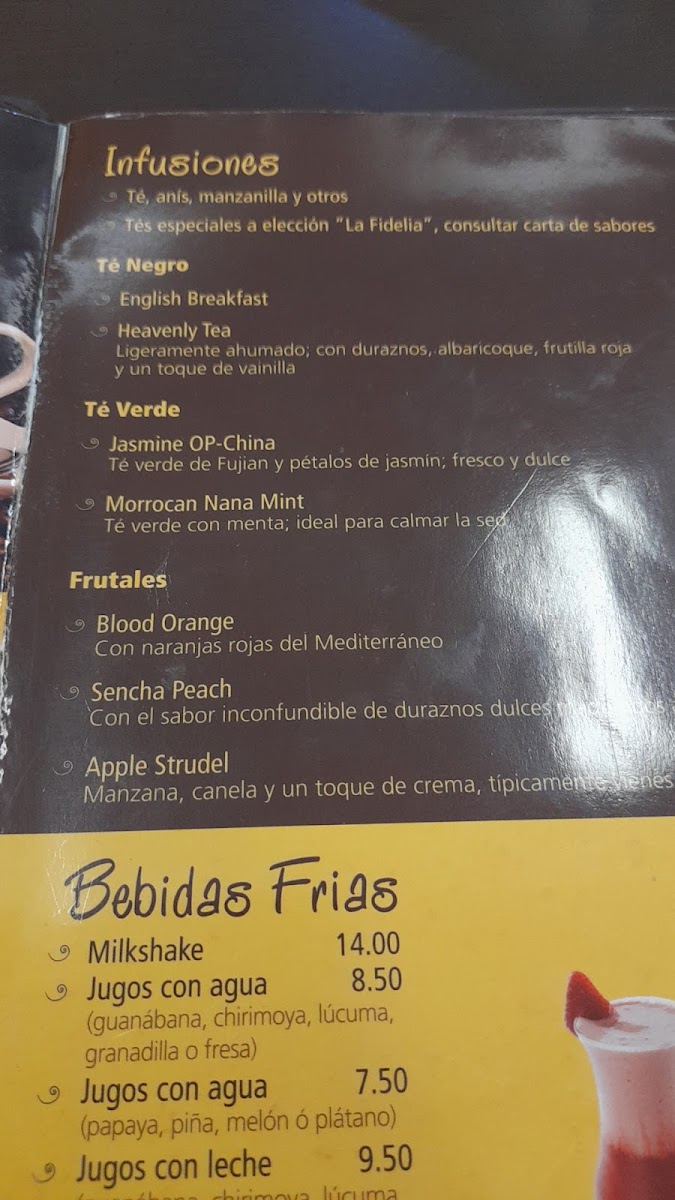 Infusiones
Té, anís, manzanilla y otros
Tés especiales a elección "La Fidelia", consultar carta de sabores
Té Negro
English Breakfast
Heavenly Tea
Ligeramente ahumado; con duraznos, albaricoque, frutilla roja
y un toque de vainilla
Té Verde
Jasmine OP-China
Té verde de Fujian y pétalos de jasmín; fresco y dulce
Morrocan Nana Mint
Té verde con menta; ideal para calmar la sed
Frutales
Blood Orange
Con naranjas rojas del Mediterráneo
Sencha Peach
Con el sabor inconfundible de duraznos dulces
Apple Strudel
Manzana, canela y un toque de crema, típicamente vienés
Bebidas Frias
Milkshake 14.00
Jugos con agua 8.50
(guanábana, chirimoya, lúcuma,
granadilla o fresa)
Jugos con agua 7.50
(papaya, piña, melón ó plátano)
Jugos con leche 9.50
(guanábana, chirimoya, lúcuma